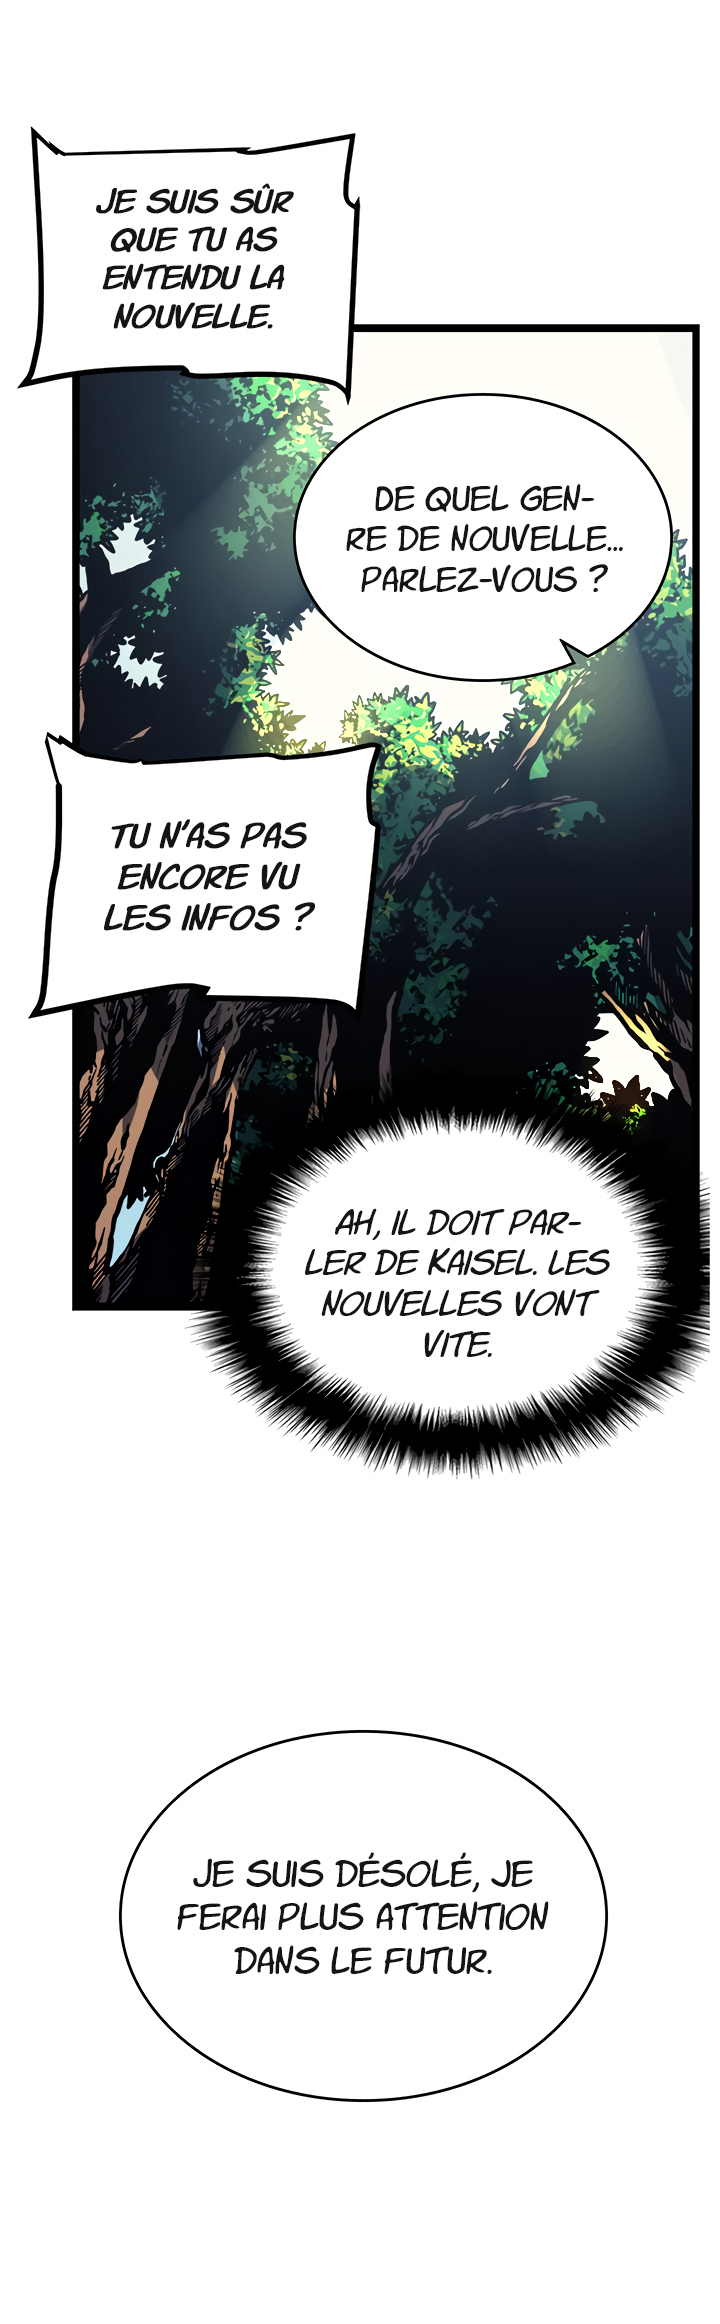 JE SUIS SÛR
QUE TU AS
ENTENDU LA
NOUVELLE.
DE QUEL GEN-
RE DE NOUVELLE...
PARLEZ-VOUS ?
TU N'AS PAS
ENCORE VU
LES INFOS ?
AH, IL DOIT PAR-
LER DE KAISEL. LES
NOUVELLES VONT
VITE.
JE SUIS DÉSOLÉ, JE
FERAI PLUS ATTENTION
DANS LE FUTUR.